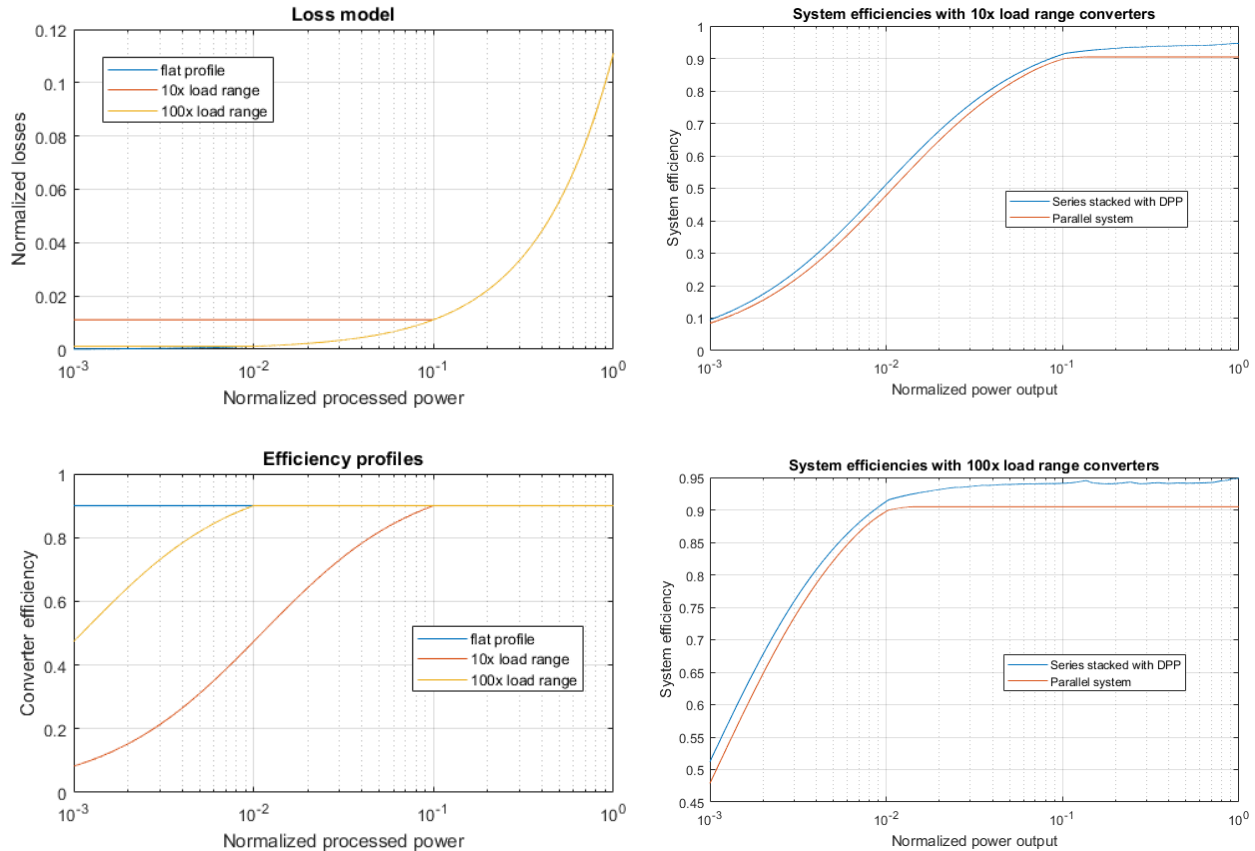 Loss model
0.12
0.1
0.08
0.06
0.04
0.02
0
Normalized losses
flat profile
10x load range
100x load range
10-3
10-2
10-1
100
Normalized processed power
System efficiencies with 10x load range converters
1
0.9
0.8
0.7
0.6
0.5
0.4
0.3
0.2
0.1
0
System efficiency
Series stacked with DPP
Parallel system
10-3
10-2
10-1
100
Normalized power output
Efficiency profiles
1
0.8
0.6
0.4
0.2
0
Converter efficiency
flat profile
10x load range
100x load range
10-3
10-2
10-1
100
Normalized processed power
System efficiencies with 100x load range converters
0.95
0.9
0.85
0.8
0.75
0.7
0.65
0.6
0.55
0.5
0.45
System efficiency
Series stacked with DPP
Parallel system
10-3
10-2
10-1
100
Normalized power output